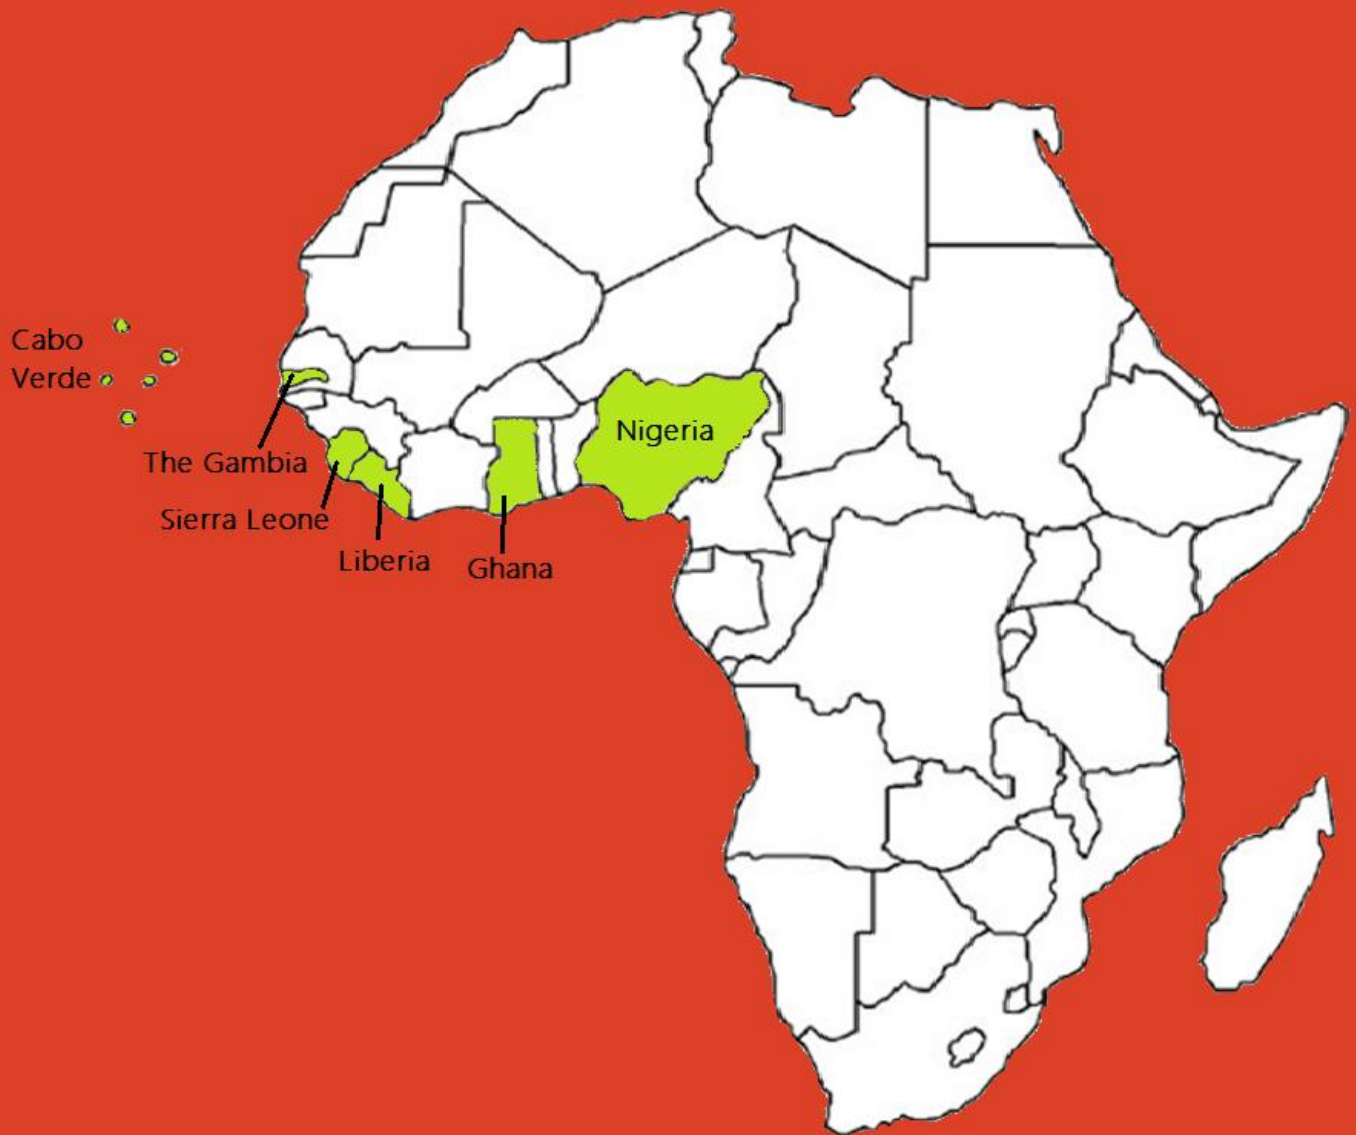 Cabo
Verde
Nigeria
The Gambia
Sierra Leone
Liberia
Ghana